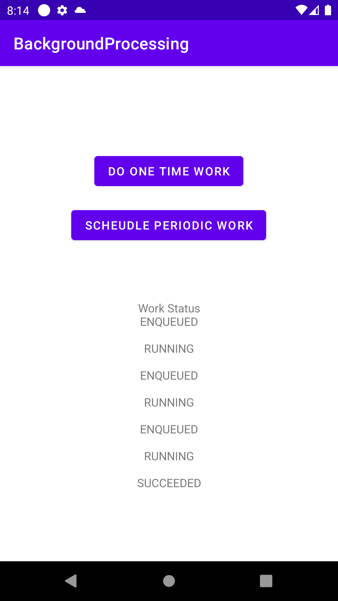 8:14
BackgroundProcessing
DO ONE TIME WORK
SCHEUDLE PERIODIC WORK
Work Status
ENQUEUED
RUNNING
ENQUEUED
RUNNING
ENQUEUED
RUNNING
SUCCEEDED